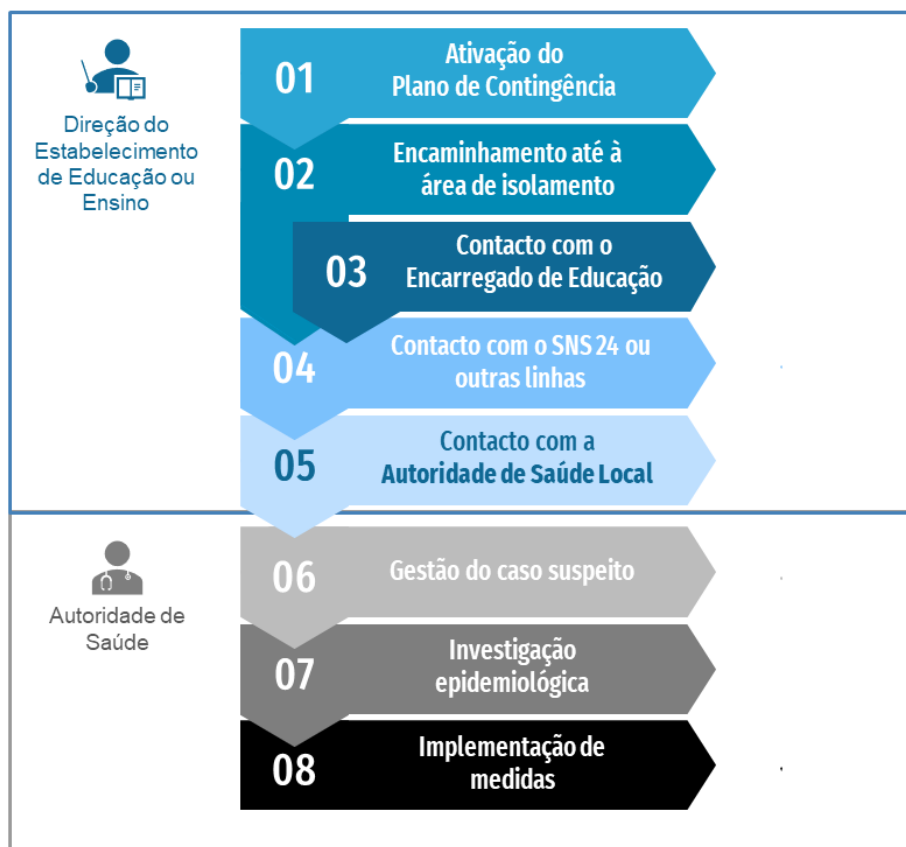 Direção do
Estabelecimento
de Educação ou
Ensino
01
Ativação do
Plano de Contingência
02
Encaminhamento até à
área de isolamento
03
Contacto com o
Encarregado de Educação
04
Contacto com o SNS 24 ou
outras linhas
05
Contacto com a
Autoridade de Saúde Local
Autoridade de
Saúde
06
Gestão do caso suspeito
07
Investigação
epidemiológica
08
Implementação de
medidas